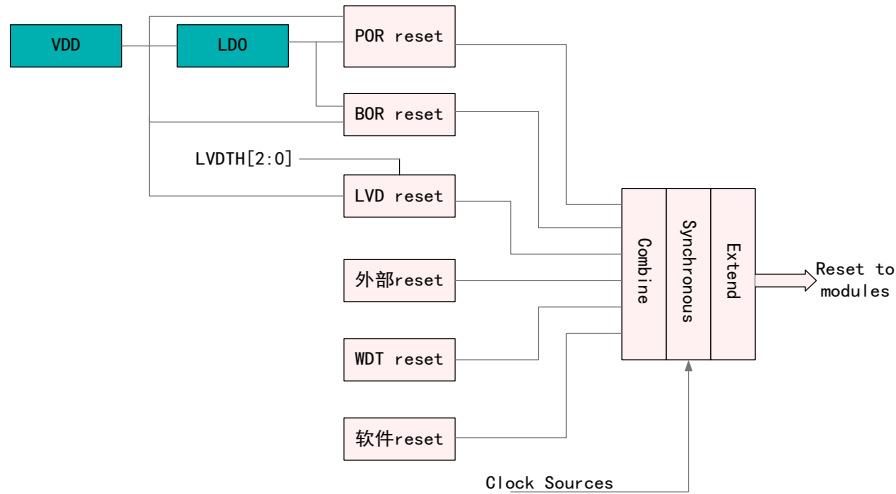 VDD
LDO
POR reset
BOR reset
LVDTH[2:0]
LVD reset
外部reset
WDT reset
软件reset
Combine
Synchronous
Extend
Reset to
modules
Clock Sources